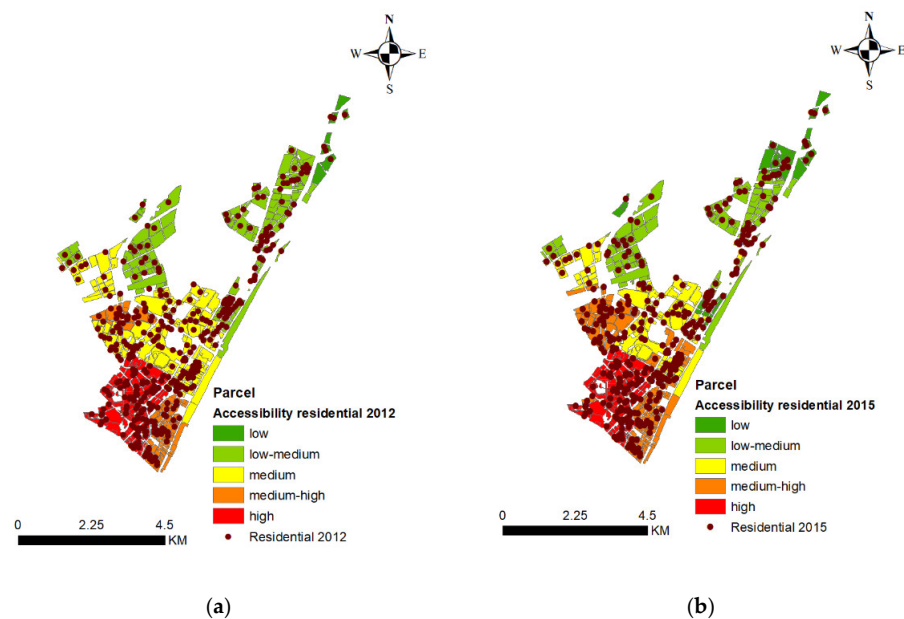 N
W E
S
Parcel
Accessibility residential 2012
low
low-medium
medium
medium-high
high
Residential 2012
0 2.25 4.5
KM
(a)
N
W E
S
Parcel
Accessibility residential 2015
low
low-medium
medium
medium-high
high
Residential 2015
0 2.25 4.5
KM
(b)